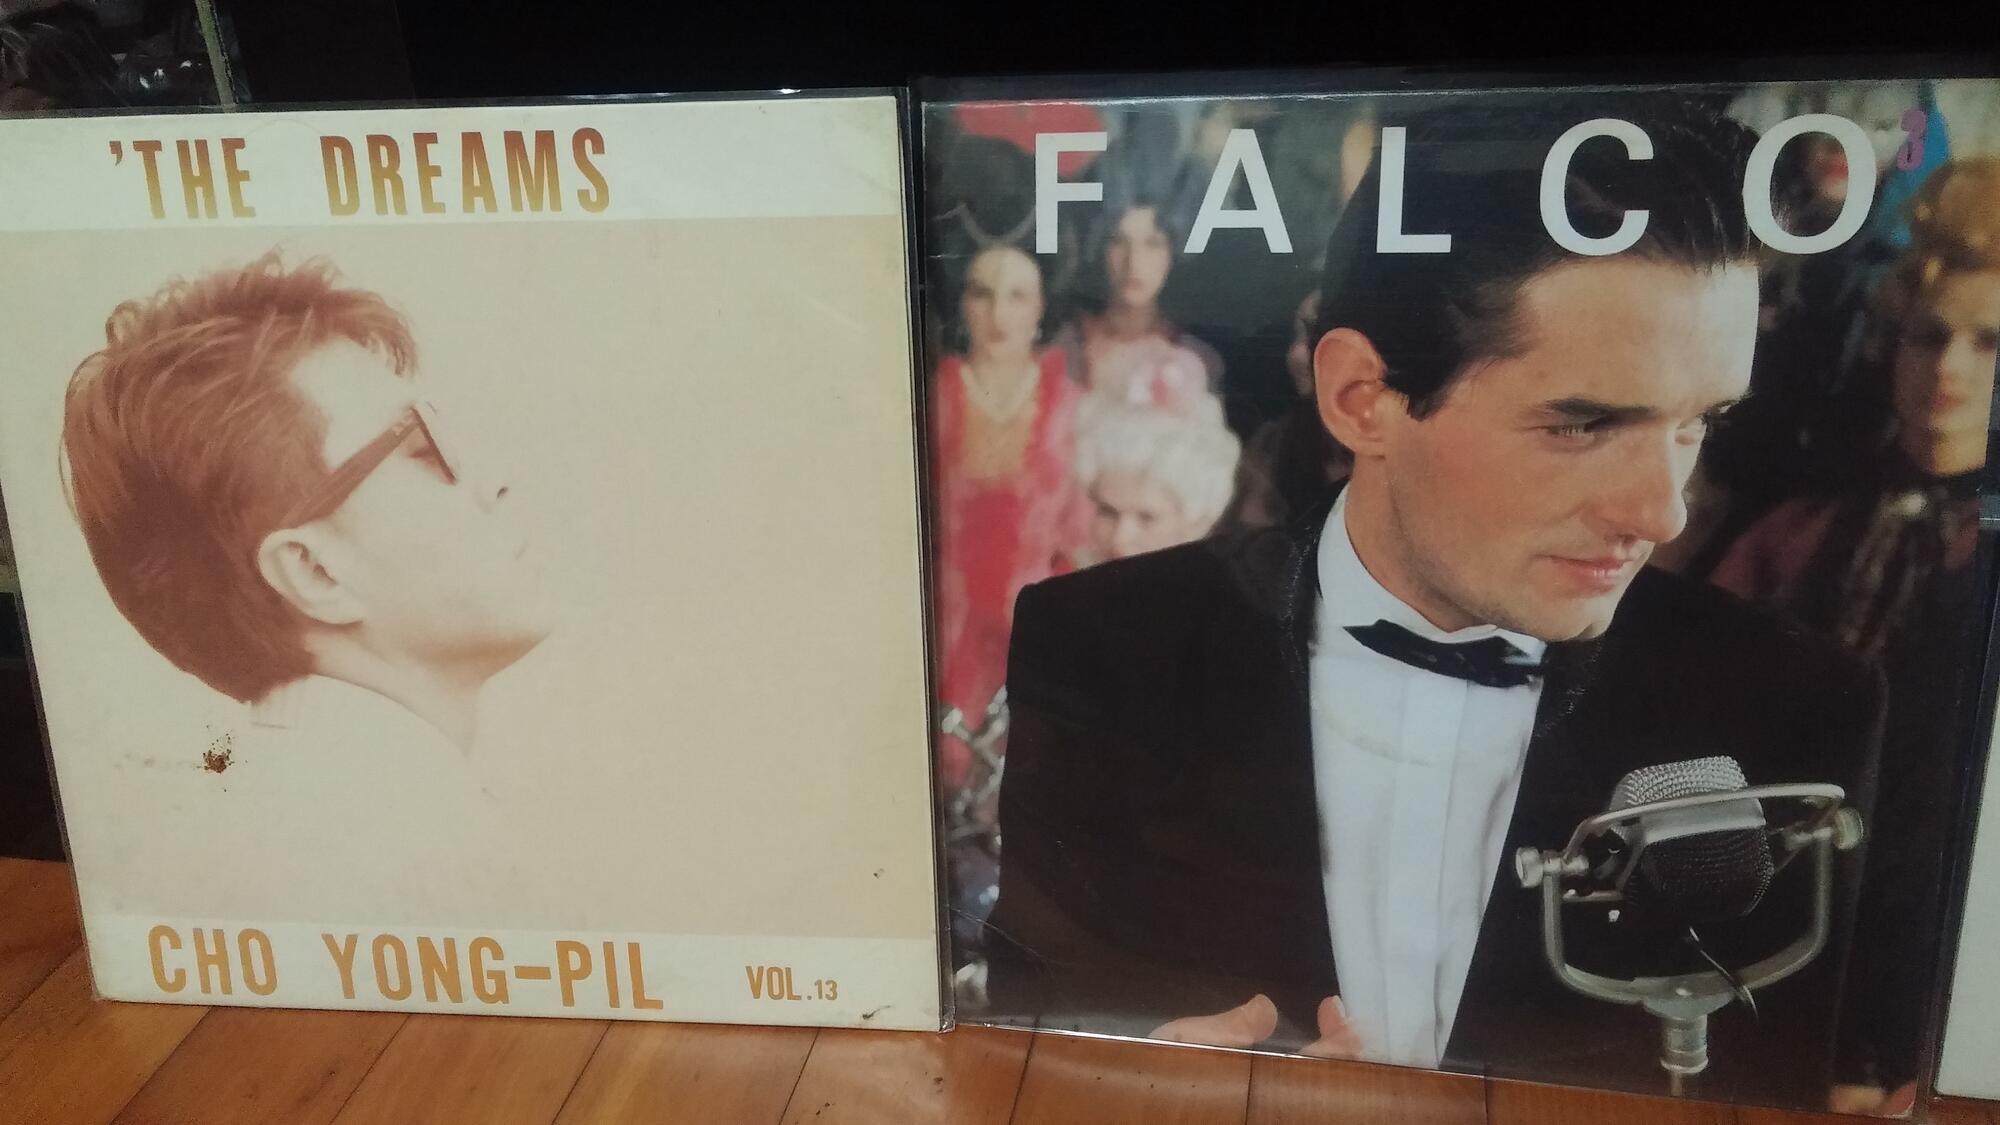 'THE DREAMS
CHO YONG-PIL VOL.13
FALCO 3